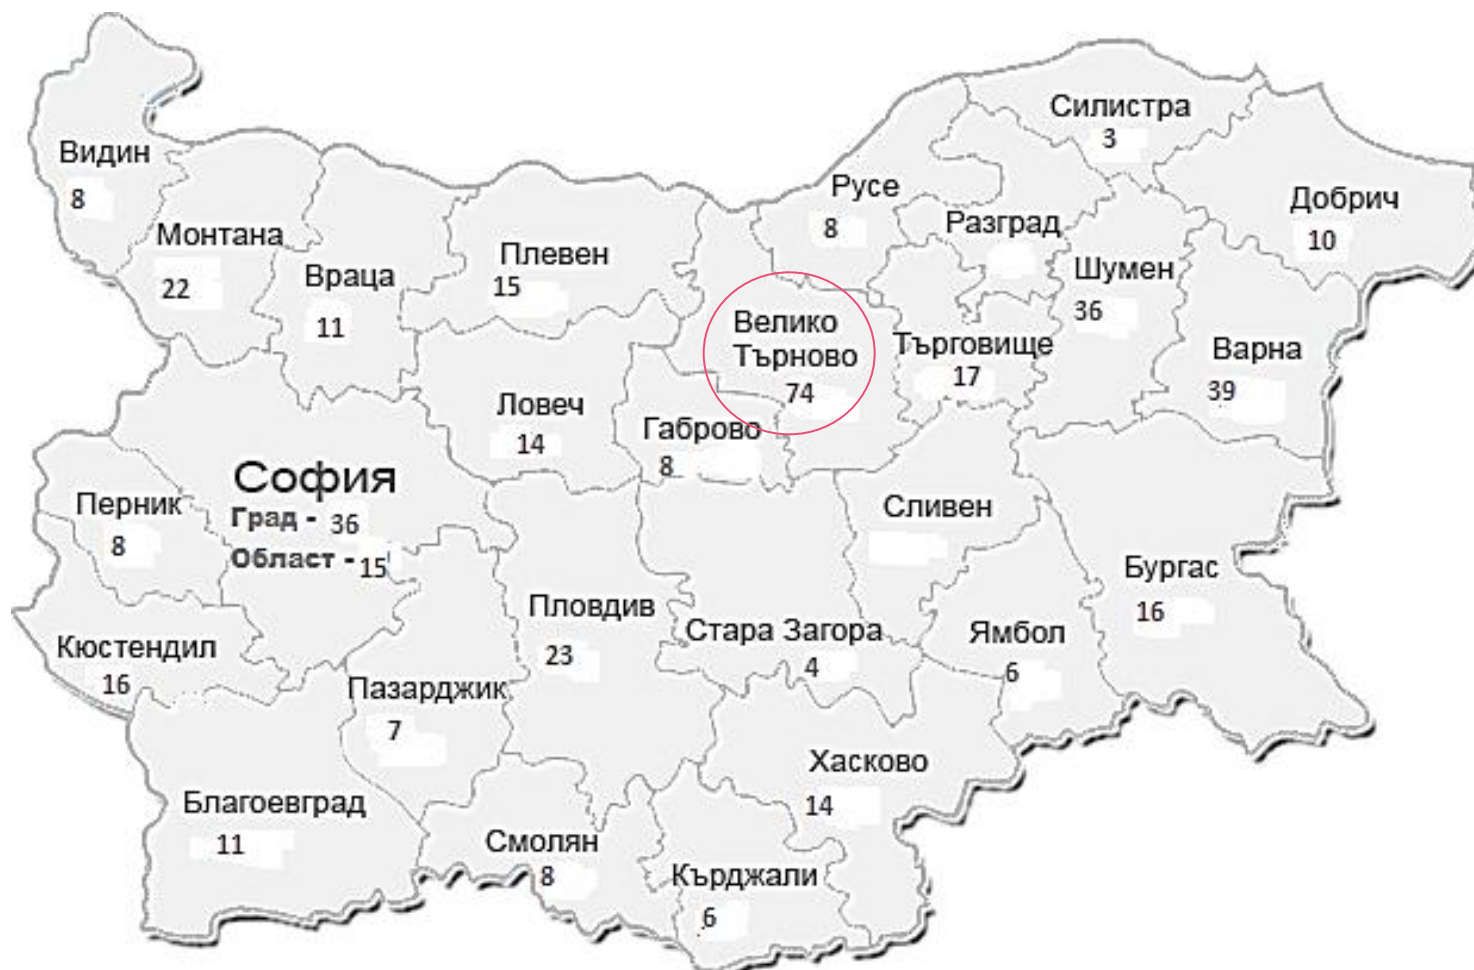 Силистра
3
Видин
8
Русе
8
Добрич
10
Разград
Монтана
22
Плевен
15
Враца
11
Шумен
36
Велико
Търново
74
Търговище
17
Варна
39
Ловеч
14
Габрово
8
София
Град - 36
Област - 15
Перник
8
Сливен
Бургас
16
Пловдив
23
Стара Загора
4
Ямбол
6
Кюстендил
16
Пазарджик
7
Хасково
14
Благоевград
11
Смолян
8
Кърджали
6